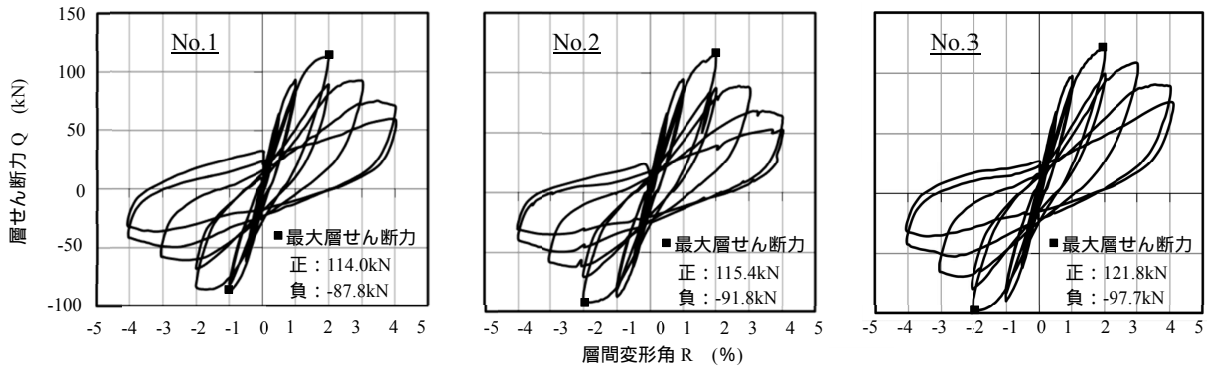 No.1
No.2
No.3
150
100
50
0
-50
-100
層せん断力 Q (kN)
■最大層せん断力
正：114.0kN
負：-87.8kN
■最大層せん断力
正：115.4kN
負：-91.8kN
■最大層せん断力
正：121.8kN
負：-97.7kN
-5 -4 -3 -2 -1 0 1 2 3 4 5
-5 -4 -3 -2 -1 0 1 2 3 4 5
-5 -4 -3 -2 -1 0 1 2 3 4 5
層間変形角 R (%)